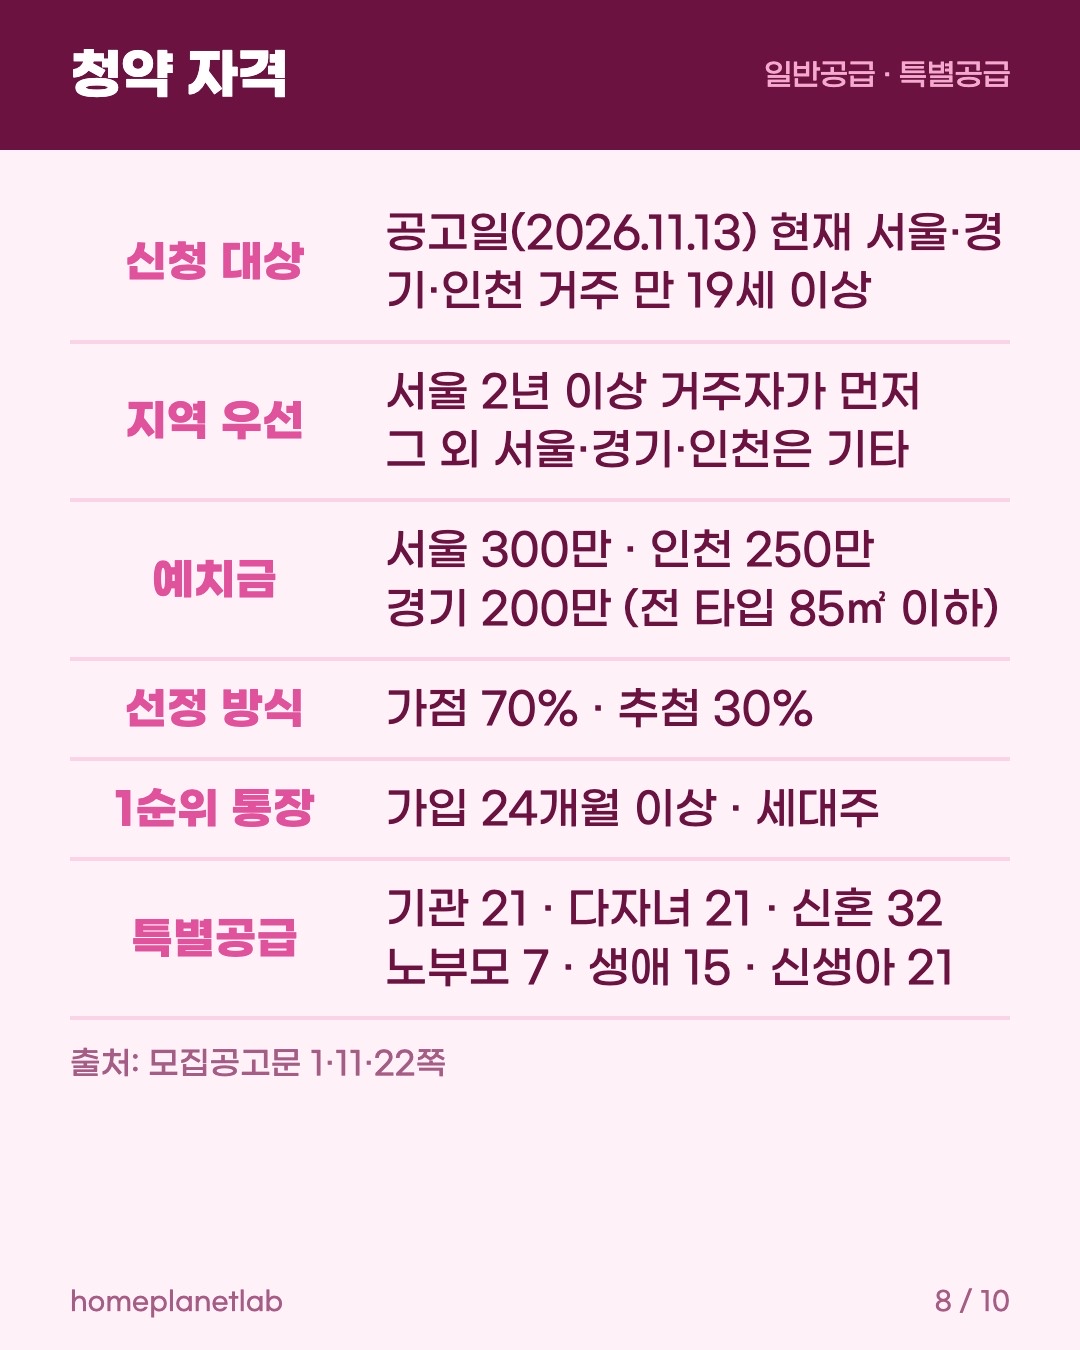 청약 자격
일반공급 · 특별공급
신청 대상
공고일(2026.11.13) 현재 서울·경
기·인천 거주 만 19세 이상
지역 우선
서울 2년 이상 거주자가 먼저
그 외 서울·경기·인천은 기타
예치금
서울 300만 · 인천 250만
경기 200만 (전 타입 85㎡ 이하)
선정 방식
가점 70% · 추첨 30%
1순위 통장
가입 24개월 이상 · 세대주
특별공급
기관 21 · 다자녀 21 · 신혼 32
노부모 7 · 생애 15 · 신생아 21
출처: 모집공고문 1·11·22쪽
homeplanetlab
8 / 10